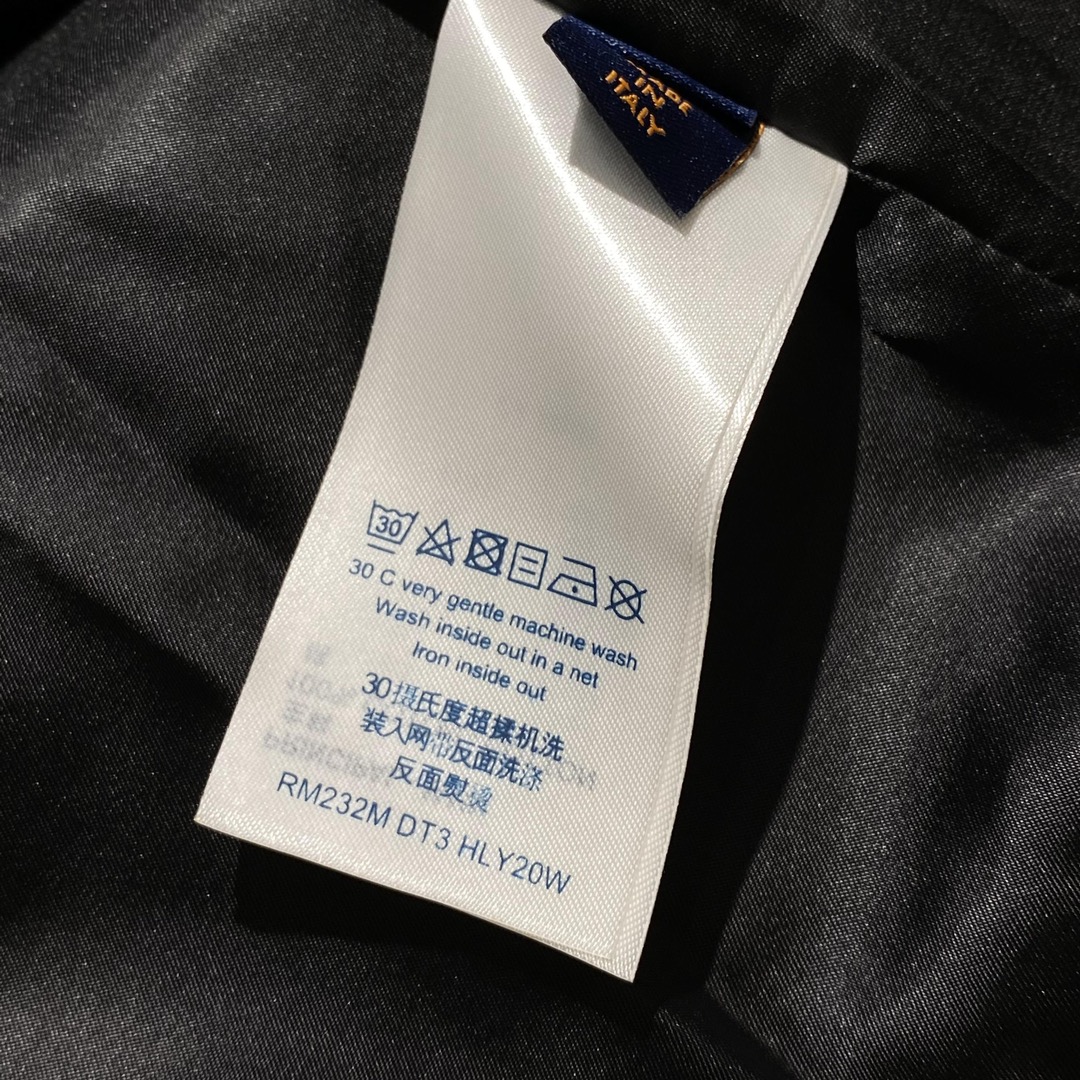 MADE
IN
ITALY
30
30 C very gentle machine wash
Wash inside out in a net
Iron inside out
30摄氏度超揉机洗
装入网带反面洗涤
反面熨烫
RM232M DT3 HLY20W